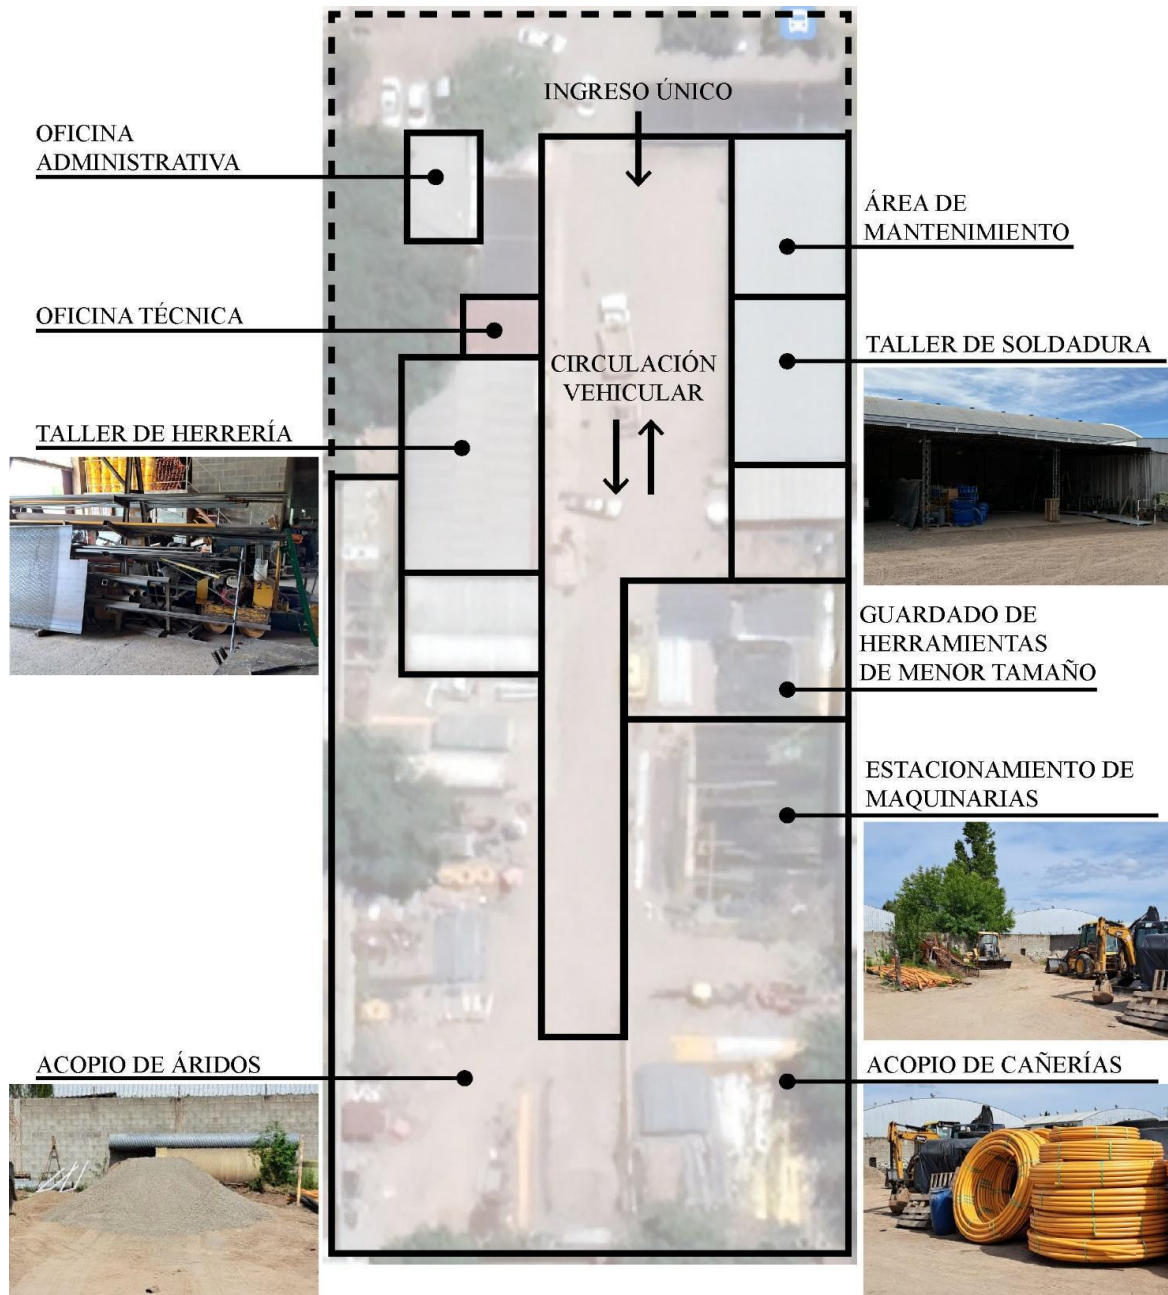 INGRESO ÚNICO
OFICINA
ADMINISTRATIVA
ÁREA DE
MANTENIMIENTO
OFICINA TÉCNICA
TALLER DE SOLDADURA
CIRCULACIÓN
VEHICULAR
TALLER DE HERRERÍA
GUARDADO DE
HERRAMIENTAS
DE MENOR TAMAÑO
ESTACIONAMIENTO DE
MAQUINARIAS
ACOPIO DE ÁRIDOS
ACOPIO DE CAÑERÍAS